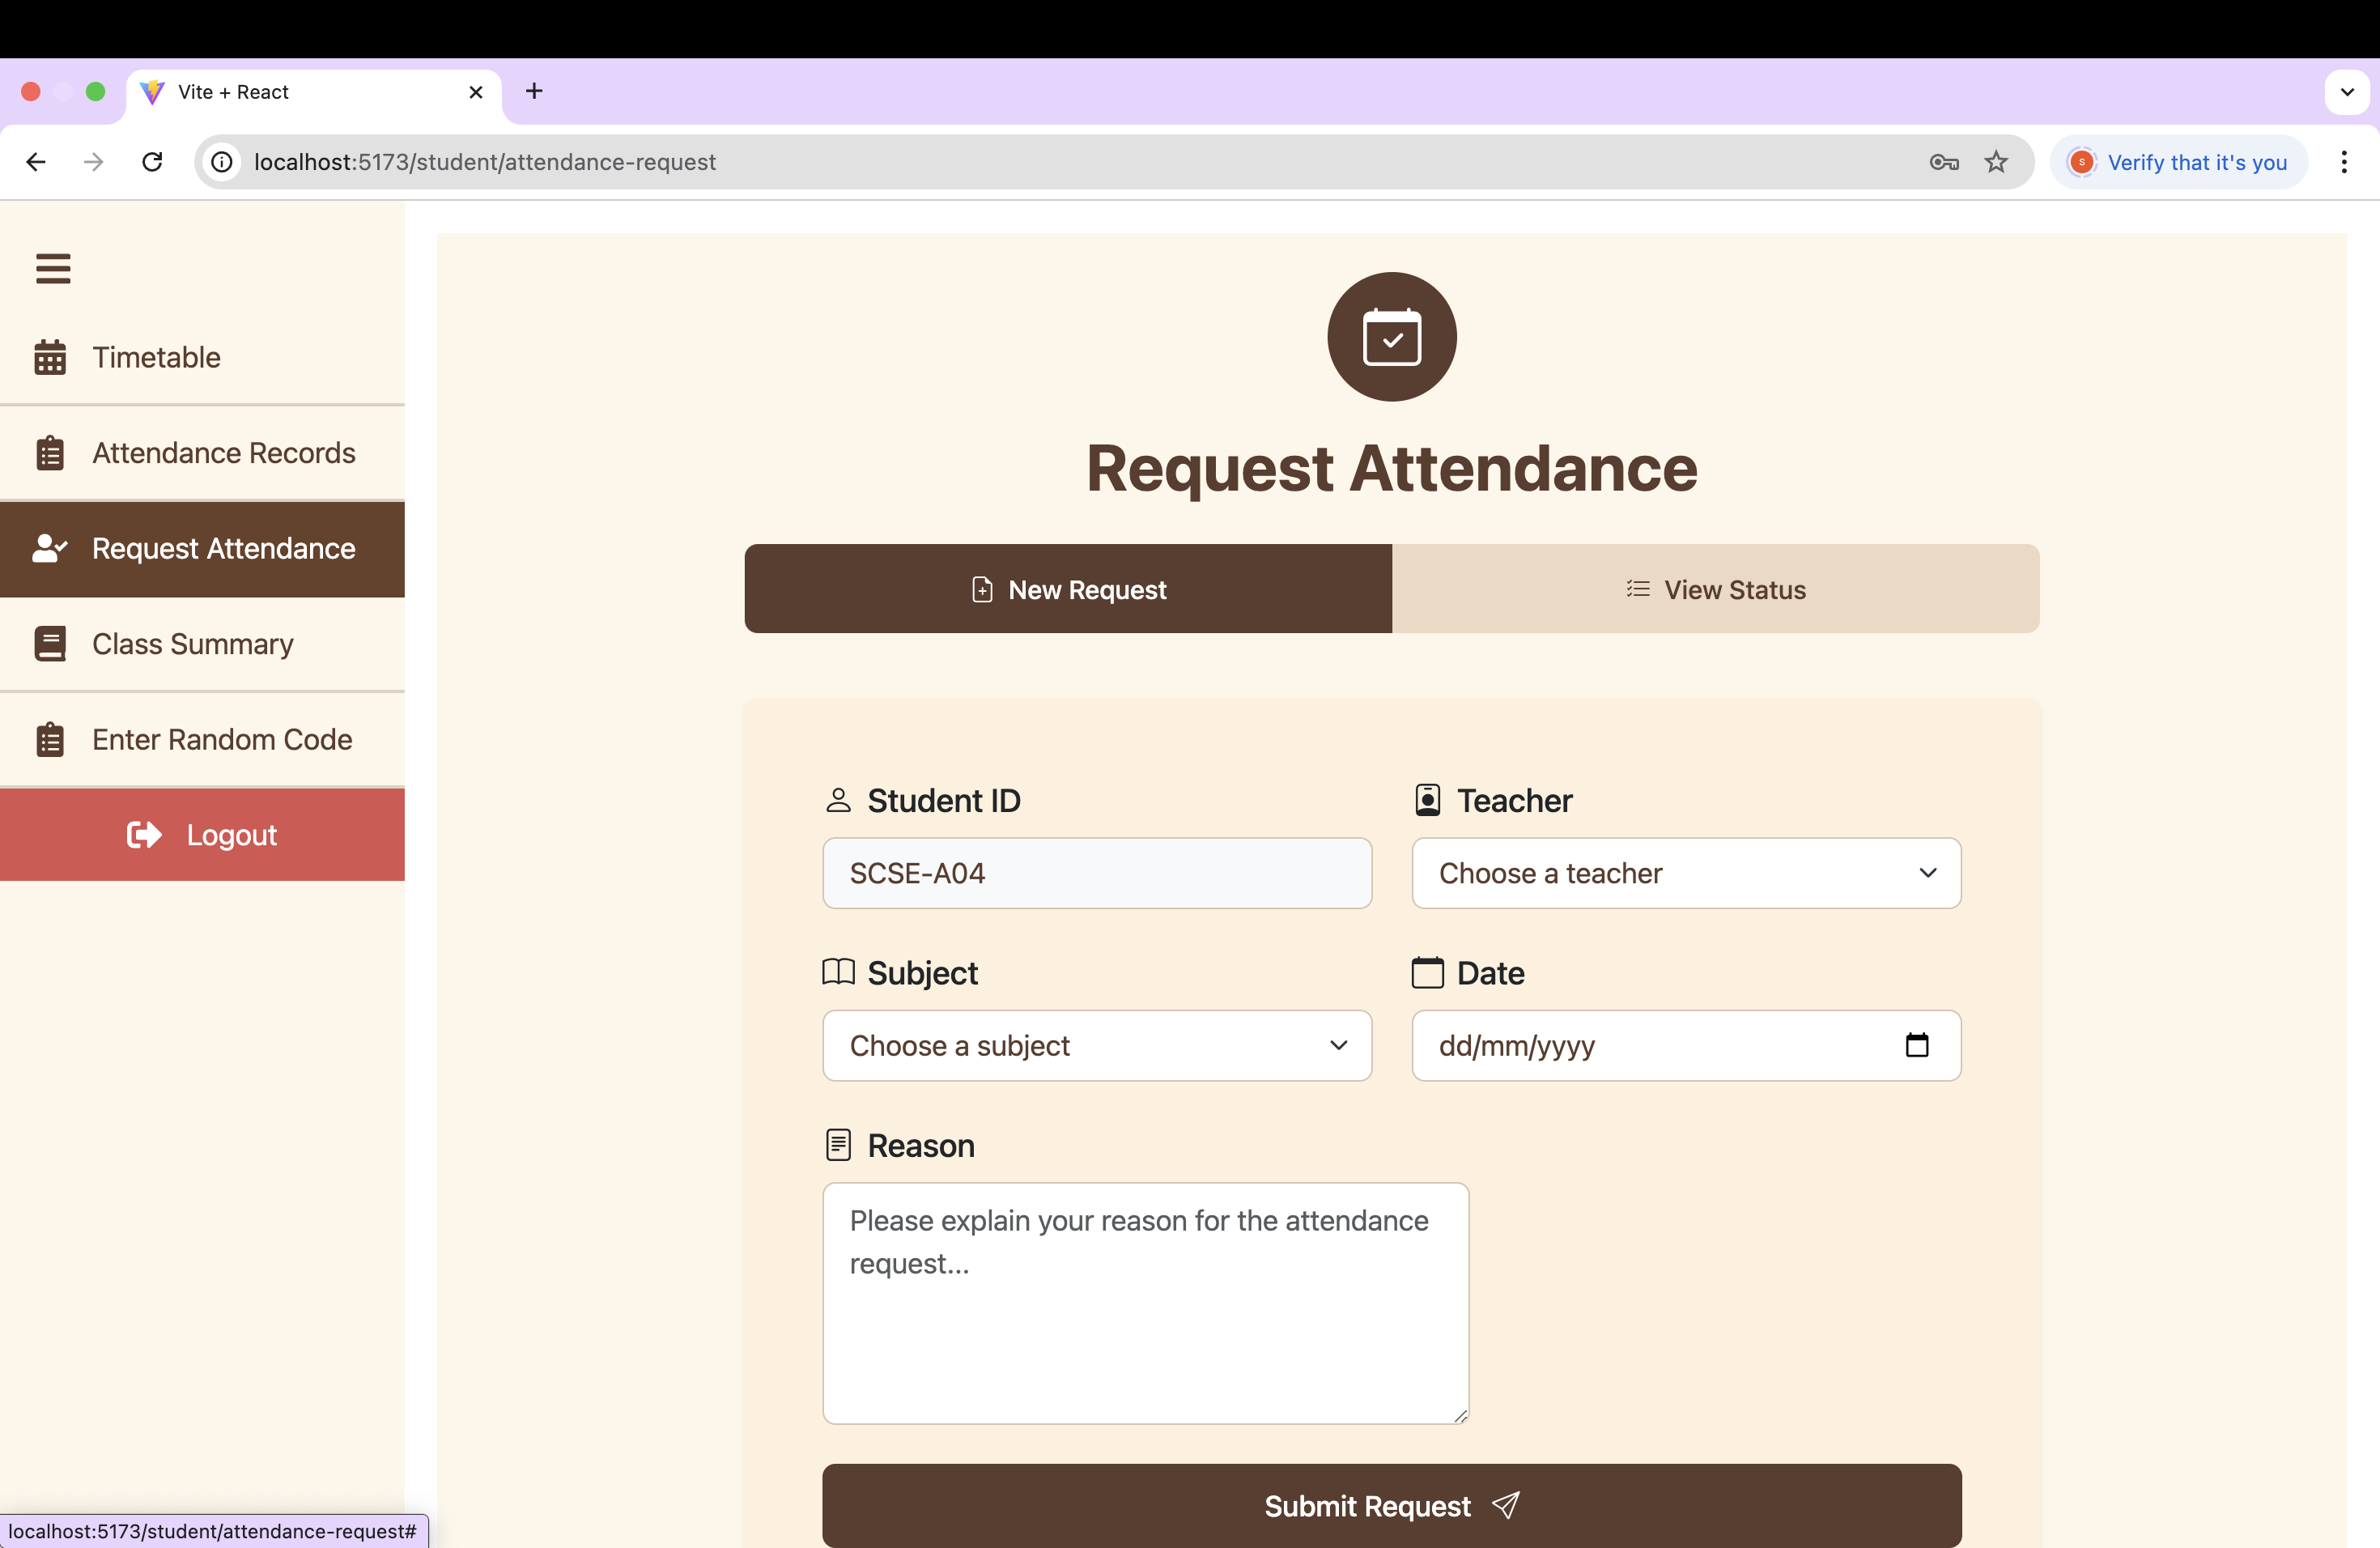 Vite + React
localhost:5173/student/attendance-request
s
Verify that it's you
Timetable
Attendance Records
Request Attendance
Class Summary
Enter Random Code
Logout
Request Attendance
New Request
View Status
Student ID
Teacher
SCSE-A04
Choose a teacher
Subject
Date
Choose a subject
dd/mm/yyyy
Reason
Please explain your reason for the attendance
request...
Submit Request
localhost:5173/student/attendance-request#